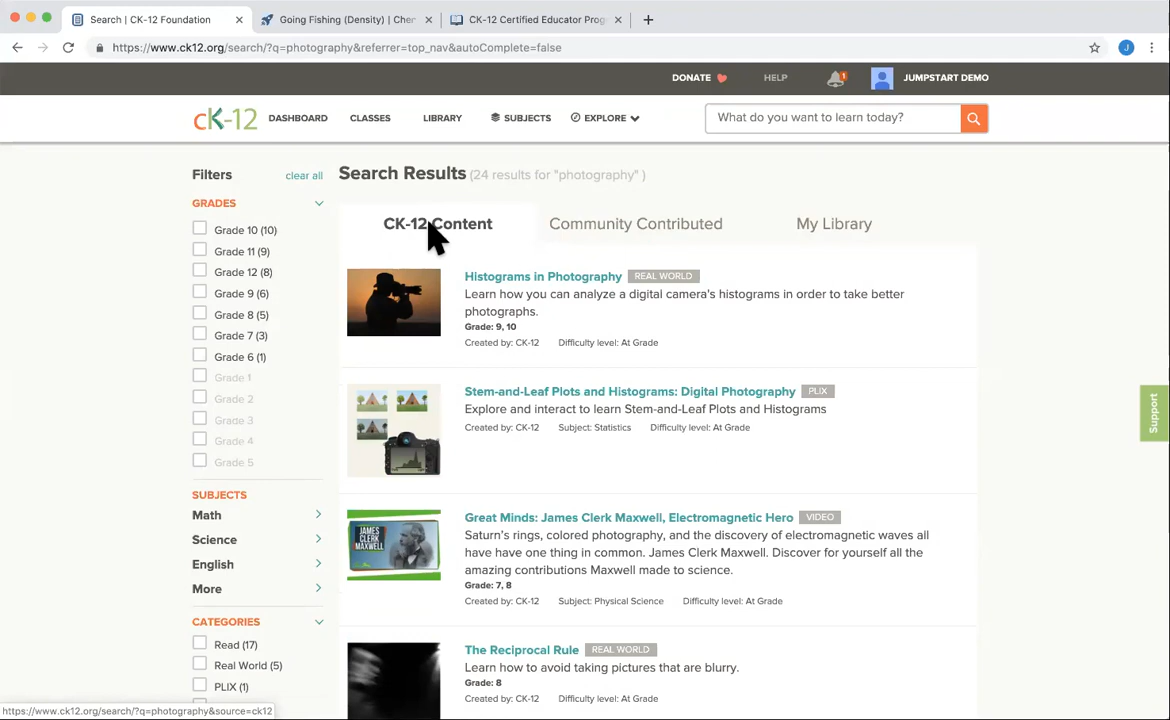 Search | CK-12 Foundation
Going Fishing (Density) | Chem
CK-12 Certified Educator Prog
https://www.ck12.org/search/?q=photography&referrer=top_nav&autoComplete=false
J
DONATE
HELP
1
JUMPSTART DEMO
cK-12
DASHBOARD
CLASSES
LIBRARY
SUBJECTS
EXPLORE
What do you want to learn today?
Filters
clear all
GRADES
Grade 10 (10)
Grade 11 (9)
Grade 12 (8)
Grade 9 (6)
Grade 8 (5)
Grade 7 (3)
Grade 6 (1)
Grade 1
Grade 2
Grade 3
Grade 4
Grade 5
SUBJECTS
Math
Science
English
More
CATEGORIES
Read (17)
Real World (5)
PLIX (1)
Search Results (24 results for "photography" )
CK-12 Content
Community Contributed
My Library
Histograms in Photography REAL WORLD
Learn how you can analyze a digital camera's histograms in order to take better
photographs.
Grade: 9, 10
Created by: CK-12 Difficulty level: At Grade
Stem-and-Leaf Plots and Histograms: Digital Photography PLIX
Explore and interact to learn Stem-and-Leaf Plots and Histograms
Created by: CK-12 Subject: Statistics Difficulty level: At Grade
JAMES
CLERK
MAXWELL
Great Minds: James Clerk Maxwell, Electromagnetic Hero VIDEO
Saturn's rings, colored photography, and the discovery of electromagnetic waves all
have have one thing in common. James Clerk Maxwell. Discover for yourself all the
amazing contributions Maxwell made to science.
Grade: 7, 8
Created by: CK-12 Subject: Physical Science Difficulty level: At Grade
The Reciprocal Rule REAL WORLD
Learn how to avoid taking pictures that are blurry.
Grade: 8
Created by: CK-12 Difficulty level: At Grade
Support
https://www.ck12.org/search/?q=photography&source=ck12